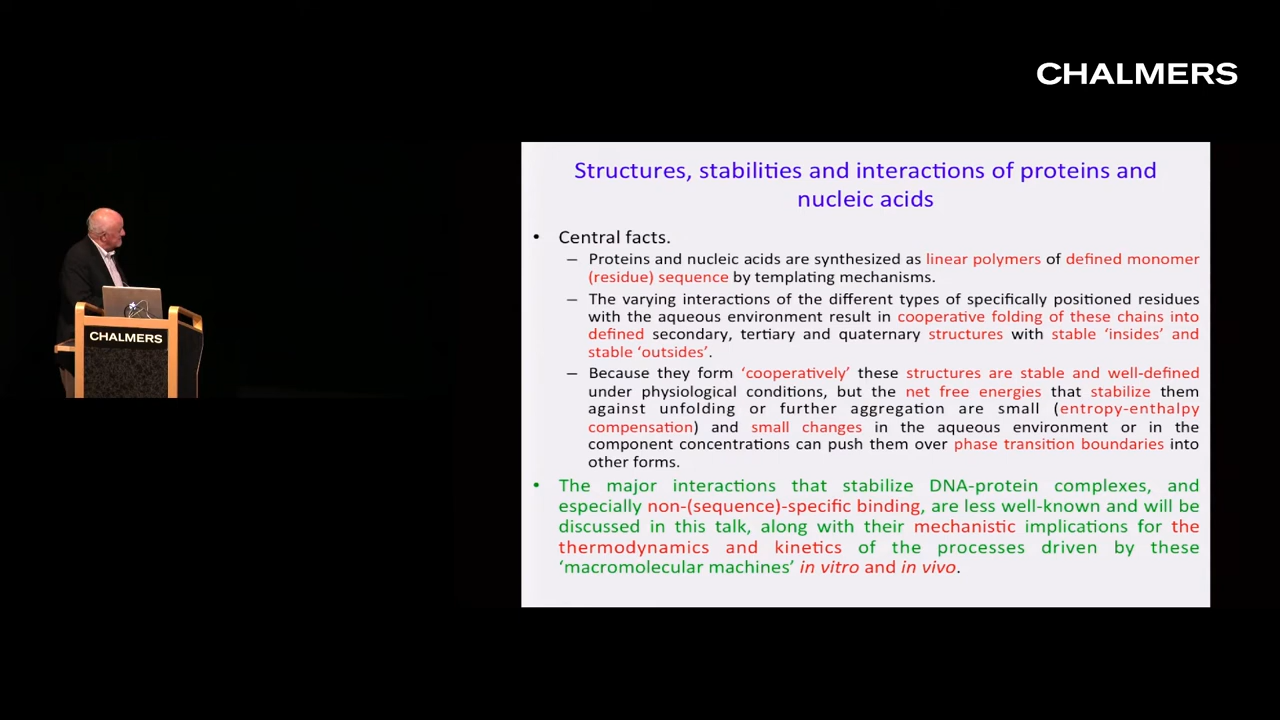 CHALMERS
Structures, stabilities and interactions of proteins and
nucleic acids
• Central facts.
– Proteins and nucleic acids are synthesized as linear polymers of defined monomer
(residue) sequence by templating mechanisms.
– The varying interactions of the different types of specifically positioned residues
with the aqueous environment result in cooperative folding of these chains into
defined secondary, tertiary and quaternary structures with stable ‘insides’ and
stable ‘outsides’.
– Because they form ‘cooperatively’ these structures are stable and well-defined
under physiological conditions, but the net free energies that stabilize them
against unfolding or further aggregation are small (entropy-enthalpy
compensation) and small changes in the aqueous environment or in the
component concentrations can push them over phase transition boundaries into
other forms.
• The major interactions that stabilize DNA-protein complexes, and
especially non-(sequence)-specific binding, are less well-known and will be
discussed in this talk, along with their mechanistic implications for the
thermodynamics and kinetics of the processes driven by these
‘macromolecular machines’ in vitro and in vivo.
CHALMERS